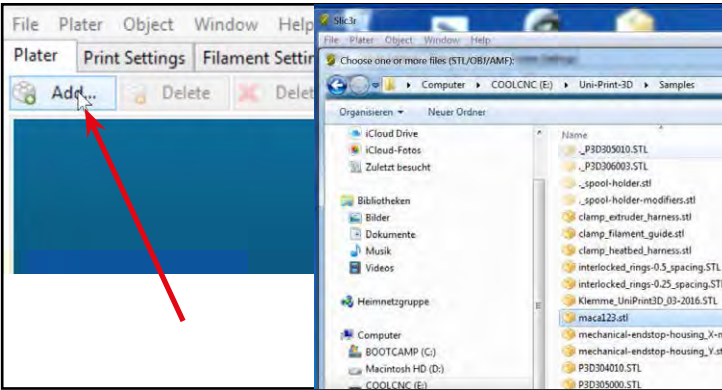 File Plater Object Window Help
Plater Print Settings Filament Settin
Add... Delete Delet
Slic3r
File Plater Object Window Help
Choose one or more files (STL/OBJ/AMF):
Computer COOLCNC (E:) Uni-Print-3D Samples
Organisieren Neuer Ordner
iCloud Drive
iCloud-Fotos
Zuletzt besucht
Bibliotheken
Bilder
Dokumente
Musik
Videos
Heimnetzgruppe
Computer
BOOTCAMP (C:)
Macintosh HD (D:)
COOLCNC (E:)
Name
._P3D305010.STL
._P3D306003.STL
._spool-holder.stl
._spool-holder-modifiers.stl
clamp_extruder_harness.stl
clamp_filament_guide.stl
clamp_heatbed_harness.stl
interlocked_rings-0.5_spacing.STL
interlocked_rings-0.25_spacing.STL
Klemme_UniPrint3D_03-2016.STL
maca123.stl
mechanical-endstop-housing_X-m
mechanical-endstop-housing_Y.st
P3D304010.STL
P3D305000.STL